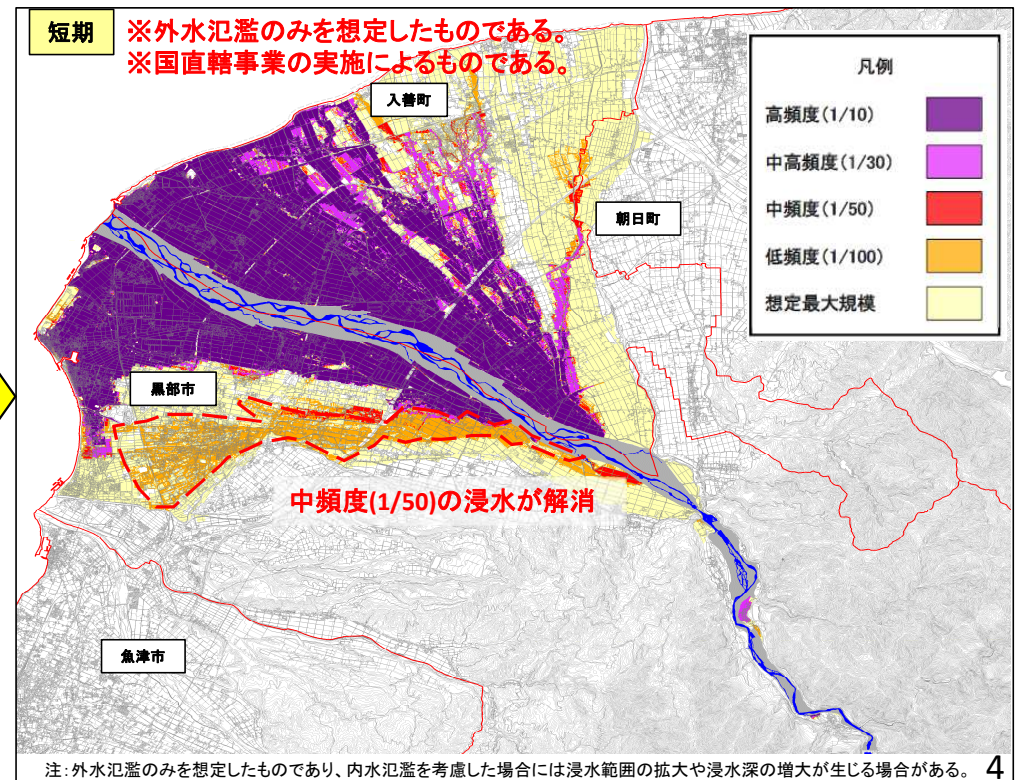 短期
※外水氾濫のみを想定したものである。
※国直轄事業の実施によるものである。
凡例
高頻度(1/10)
中高頻度(1/30)
中頻度(1/50)
低頻度(1/100)
想定最大規模
入善町
朝日町
黒部市
中頻度(1/50)の浸水が解消
魚津市
注:外水氾濫のみを想定したものであり、内水氾濫を考慮した場合には浸水範囲の拡大や浸水深の増大が生じる場合がある。
4